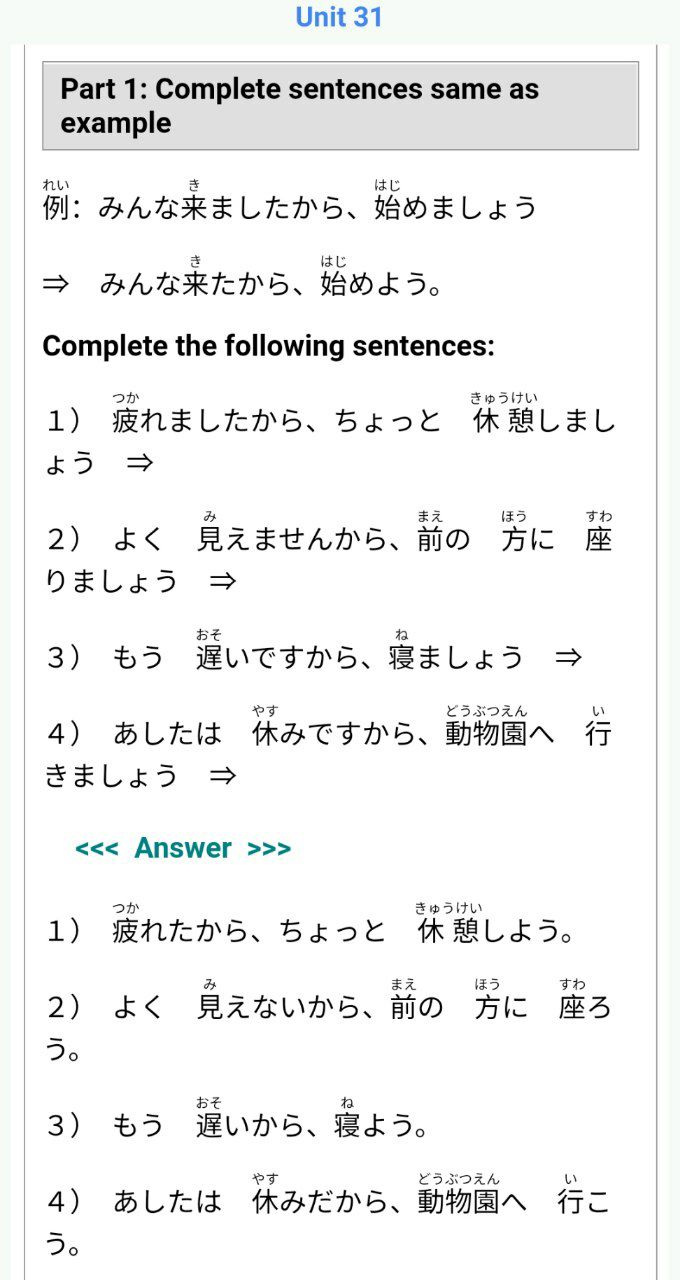 Unit 31
Part 1: Complete sentences same as
example
れい き はじ
例：みんな来ましたから、始めましょう
き はじ
⇒ みんな来たから、始めよう。
Complete the following sentences:
つか きゅうけい
１） 疲れましたから、ちょっと 休憩しまし
ょう ⇒
み まえ ほう すわ
２） よく 見えませんから、前の 方に 座
りましょう ⇒
おそ ね
３） もう 遅いですから、寝ましょう ⇒
やす どうぶつえん い
４） あしたは 休みですから、動物園へ 行
きましょう ⇒
<<< Answer >>>
つか きゅうけい
１） 疲れたから、ちょっと 休憩しよう。
み まえ ほう すわ
２） よく 見えないから、前の 方に 座ろ
う。
おそ ね
３） もう 遅いから、寝よう。
やす どうぶつえん い
４） あしたは 休みだから、動物園へ 行こ
う。